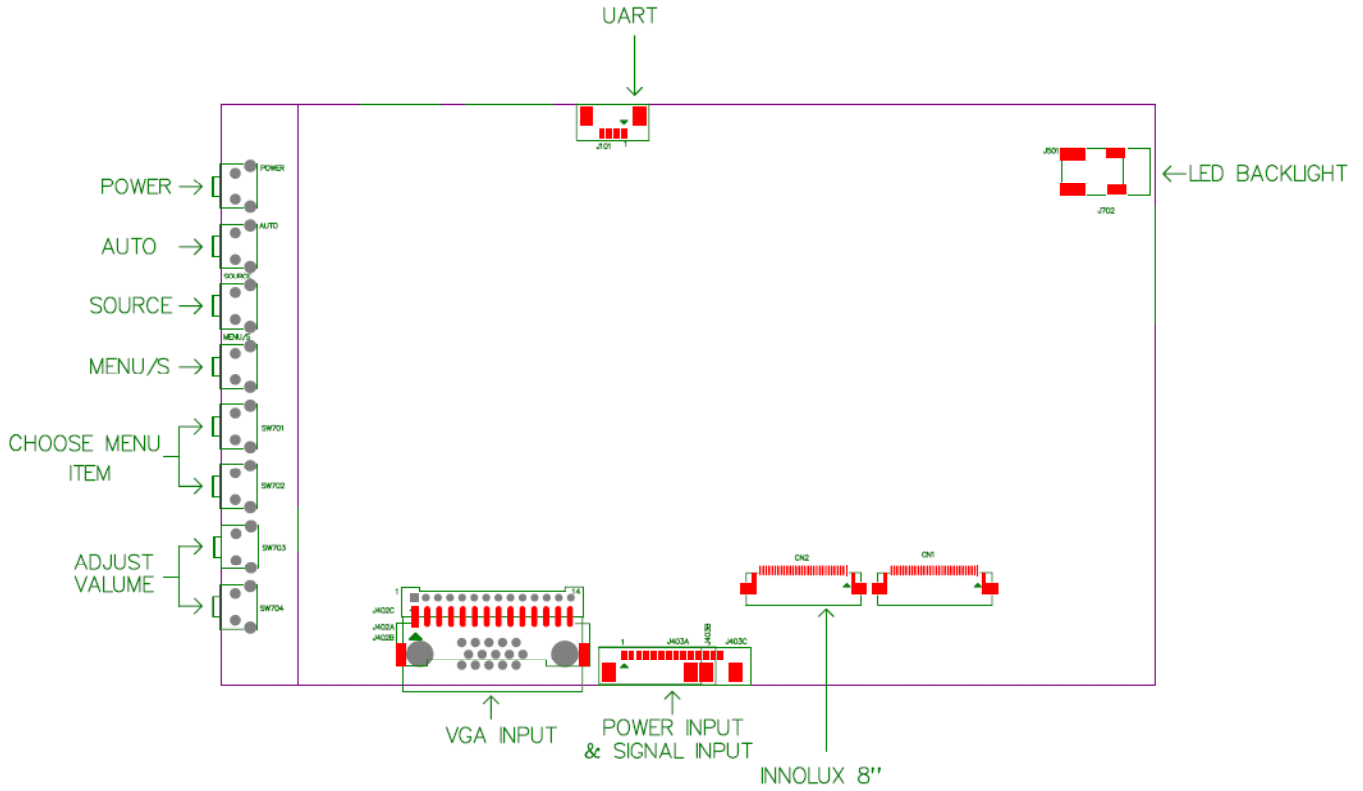 UART
J101 1
J501
LED BACKLIGHT
J702
POWER
POWER
AUTO
AUTO
SOURCE
SOURCE
MENU/S
MENU/S
CHOOSE MENU
ITEM
SW701
SW702
ADJUST
VALUME
SW703
SW704
CN2
CN1
1
14
J402C
J402A
J402B
1
J403A
J403B
J403C
VGA INPUT
POWER INPUT
& SIGNAL INPUT
INNOLUX 8''